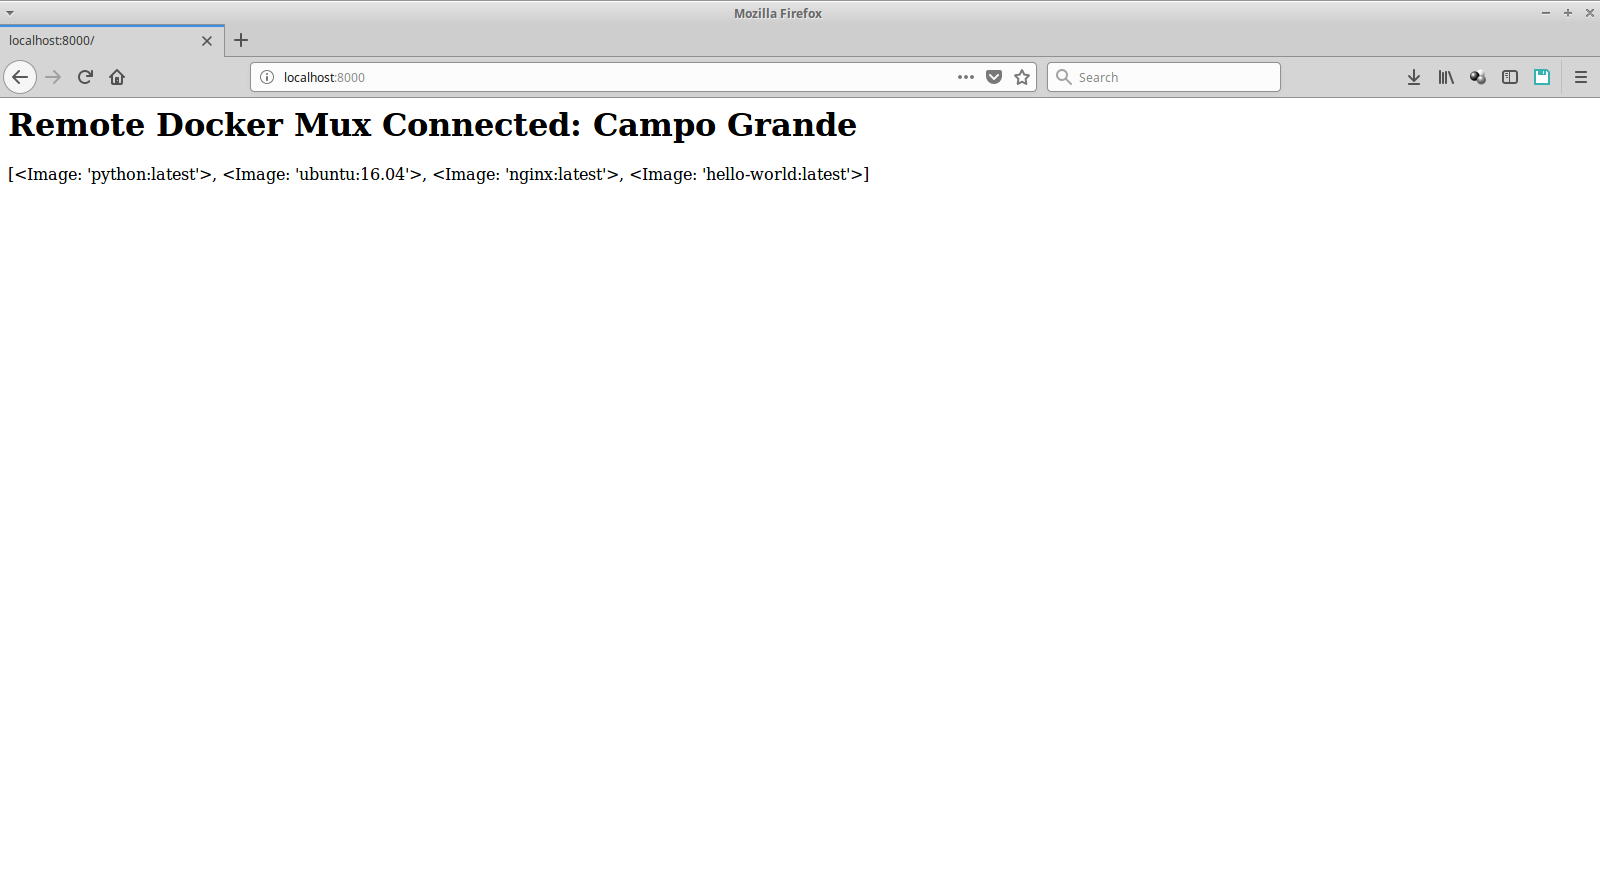 Mozilla Firefox
localhost:8000/
localhost:8000
Search
Remote Docker Mux Connected: Campo Grande
[<Image: 'python:latest'>, <Image: 'ubuntu:16.04'>, <Image: 'nginx:latest'>, <Image: 'hello-world:latest'>]